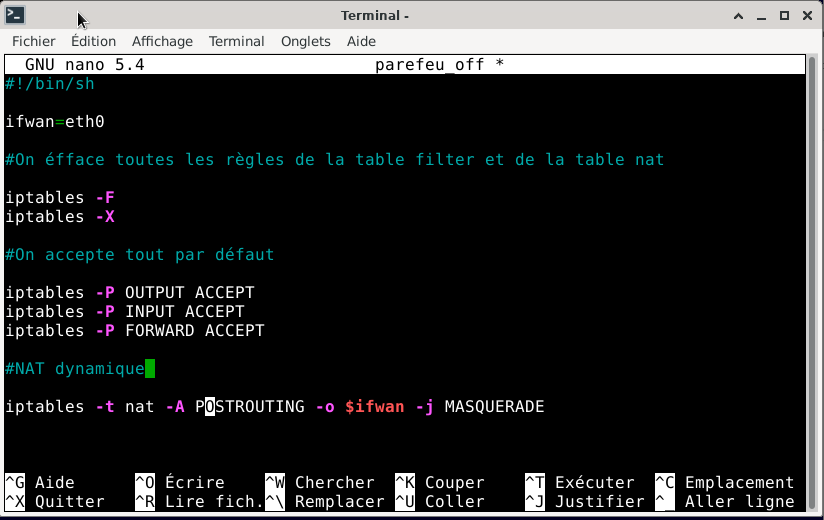 Terminal -
Fichier Édition Affichage Terminal Onglets Aide
GNU nano 5.4 parefeu_off *
#!/bin/sh
ifwan=eth0
#On éfface toutes les règles de la table filter et de la table nat
iptables -F
iptables -X
#On accepte tout par défaut
iptables -P OUTPUT ACCEPT
iptables -P INPUT ACCEPT
iptables -P FORWARD ACCEPT
#NAT dynamique
iptables -t nat -A POSTROUTING -o $ifwan -j MASQUERADE
^G Aide ^O Écrire ^W Chercher ^K Couper ^T Exécuter ^C Emplacement
^X Quitter ^R Lire fich. ^\ Remplacer ^U Coller ^J Justifier ^_ Aller ligne